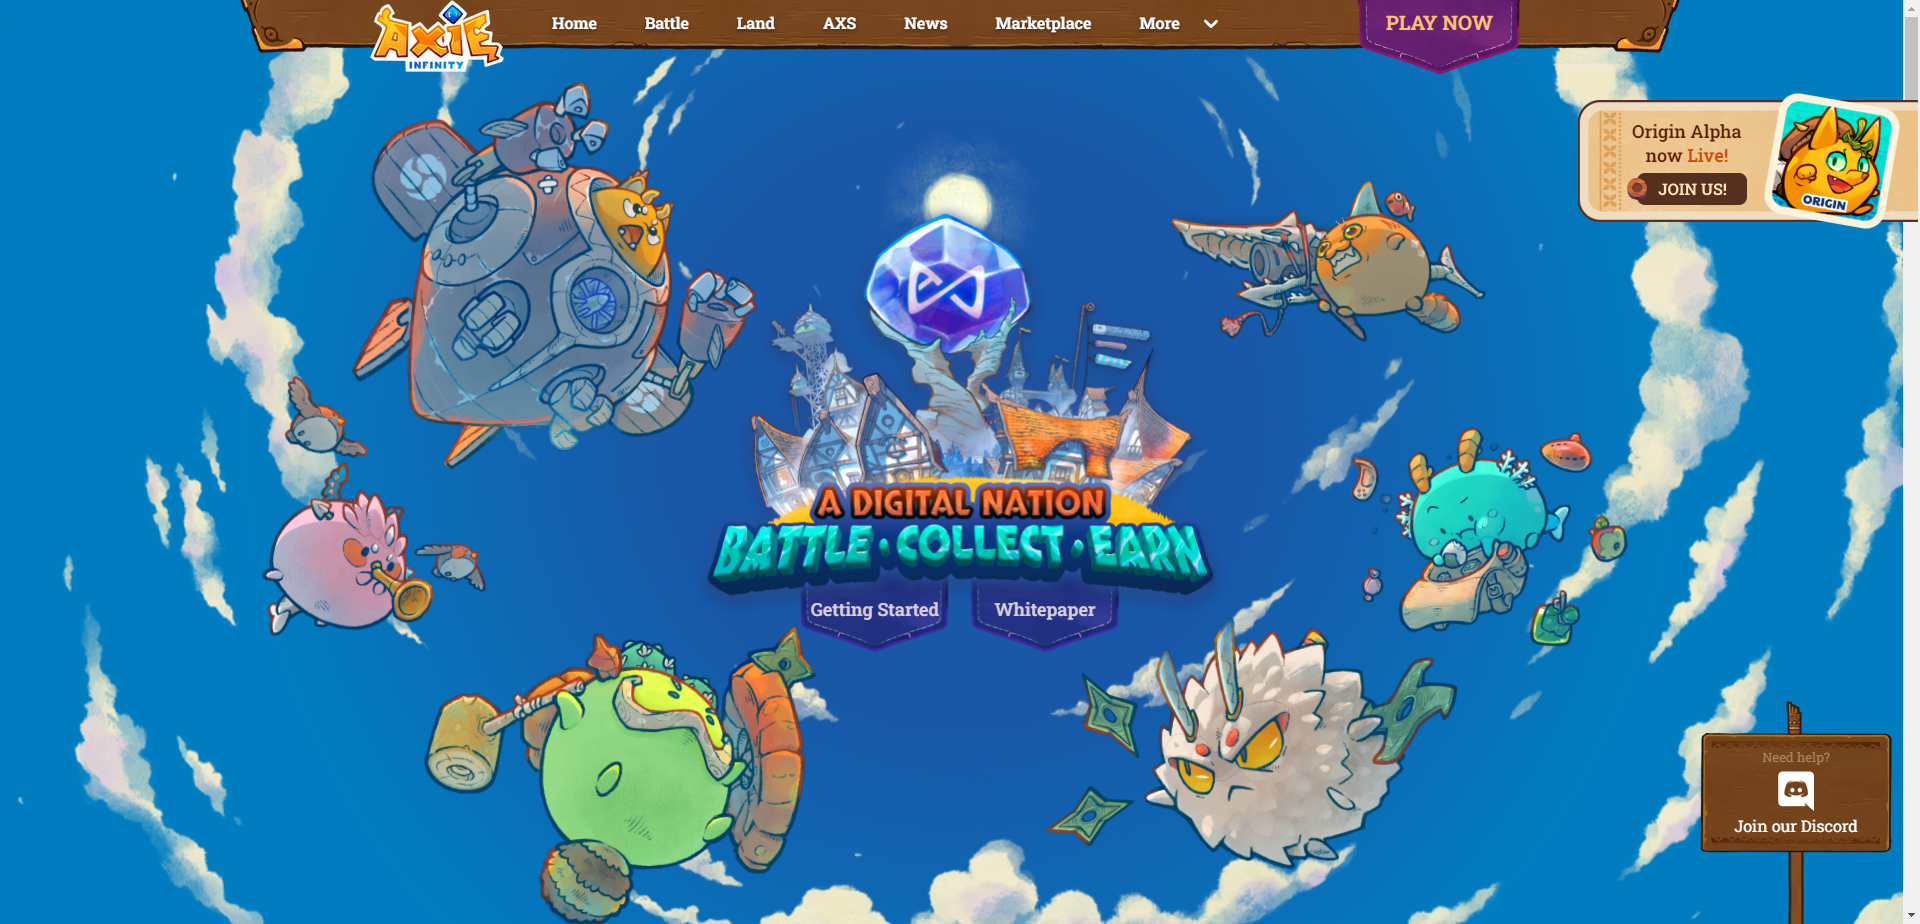 AXIE
INFINITY
Home
Battle
Land
AXS
News
Marketplace
More
PLAY NOW
Origin Alpha
now Live!
JOIN US!
ORIGIN
A DIGITAL NATION
BATTLE · COLLECT · EARN
Getting Started
Whitepaper
Need help?
Join our Discord